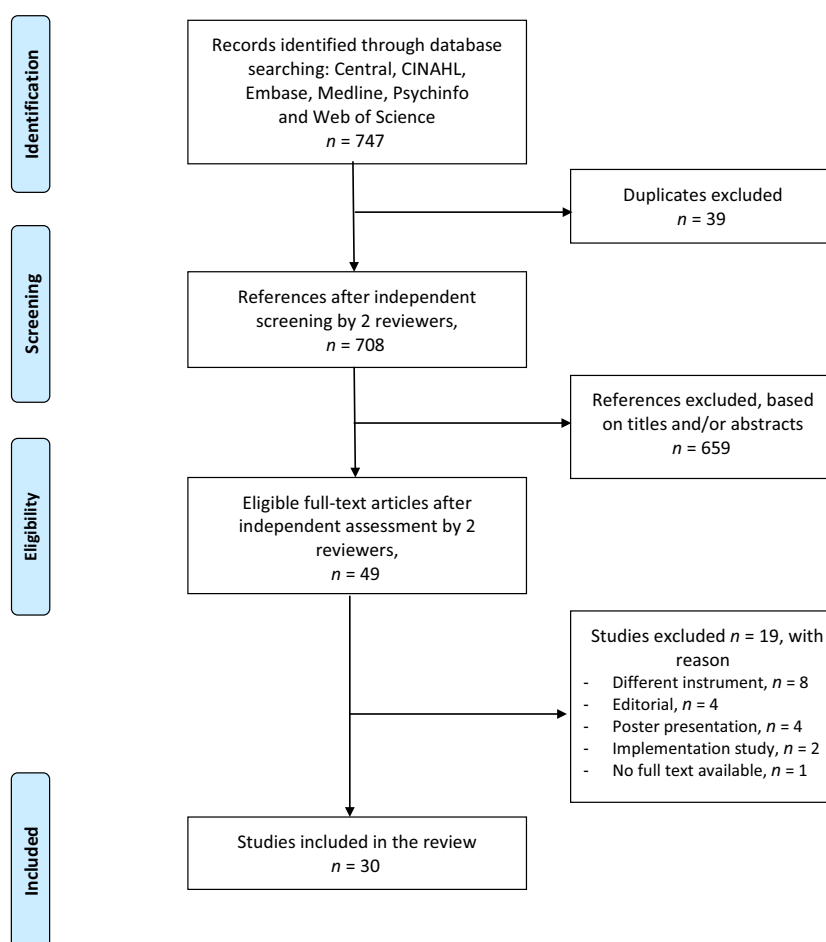 Identification
Records identified through database
searching: Central, CINAHL,
Embase, Medline, Psychinfo
and Web of Science
n = 747
Duplicates excluded
n = 39
Screening
References after independent
screening by 2 reviewers,
n = 708
References excluded, based
on titles and/or abstracts
n = 659
Eligibility
Eligible full-text articles after
independent assessment by 2
reviewers,
n = 49
Studies excluded n = 19, with
reason
- Different instrument, n = 8
- Editorial, n = 4
- Poster presentation, n = 4
- Implementation study, n = 2
- No full text available, n = 1
Included
Studies included in the review
n = 30